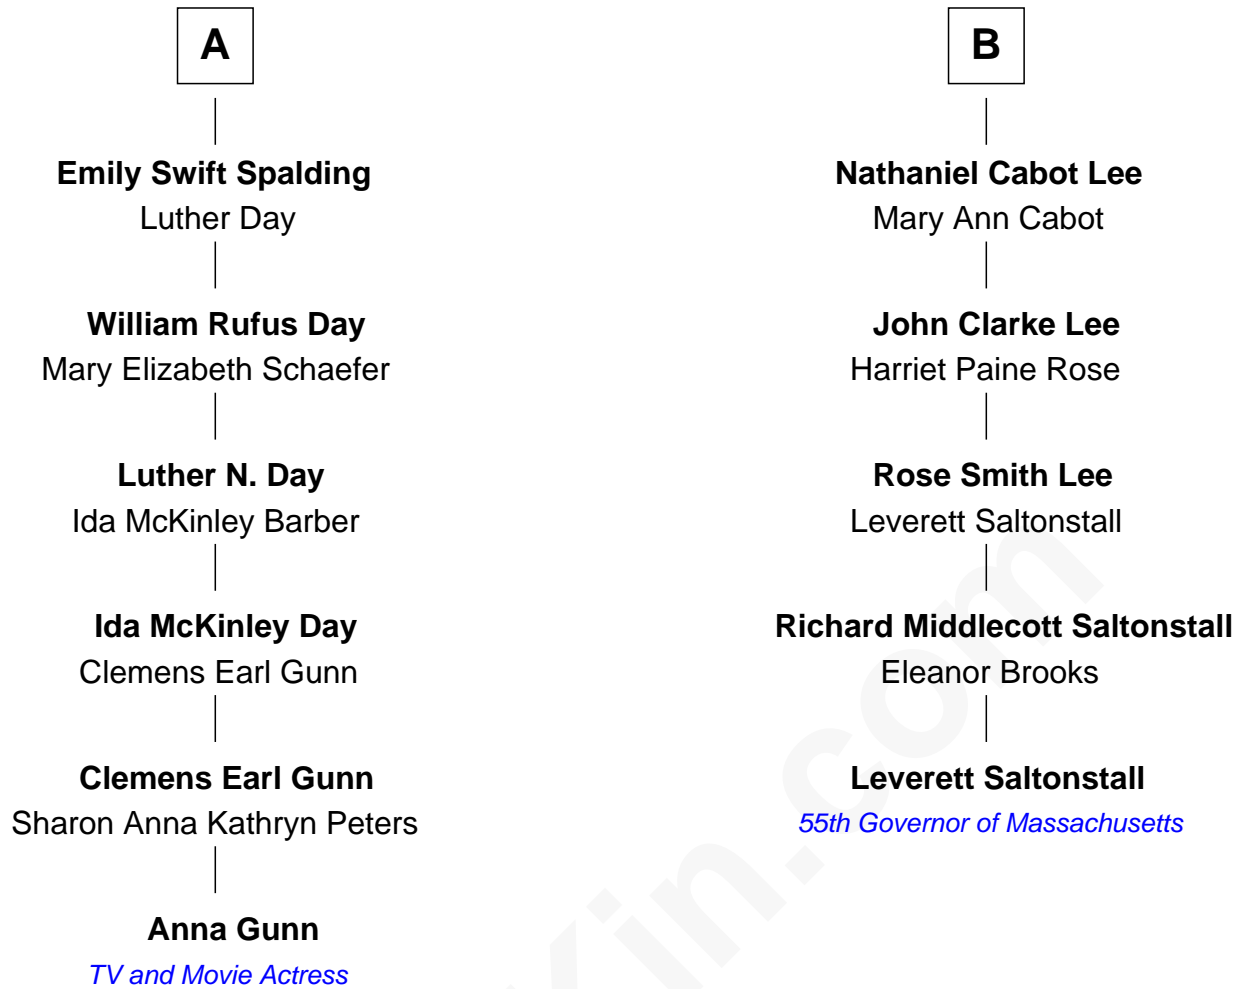 A
Emily Swift Spalding
Luther Day
William Rufus Day
Mary Elizabeth Schaefer
Luther N. Day
Ida McKinley Barber
Ida McKinley Day
Clemens Earl Gunn
Clemens Earl Gunn
Sharon Anna Kathryn Peters
Anna Gunn
TV and Movie Actress
B
Nathaniel Cabot Lee
Mary Ann Cabot
John Clarke Lee
Harriet Paine Rose
Rose Smith Lee
Leverett Saltonstall
Richard Middlecott Saltonstall
Eleanor Brooks
Leverett Saltonstall
55th Governor of Massachusetts
Kin.com